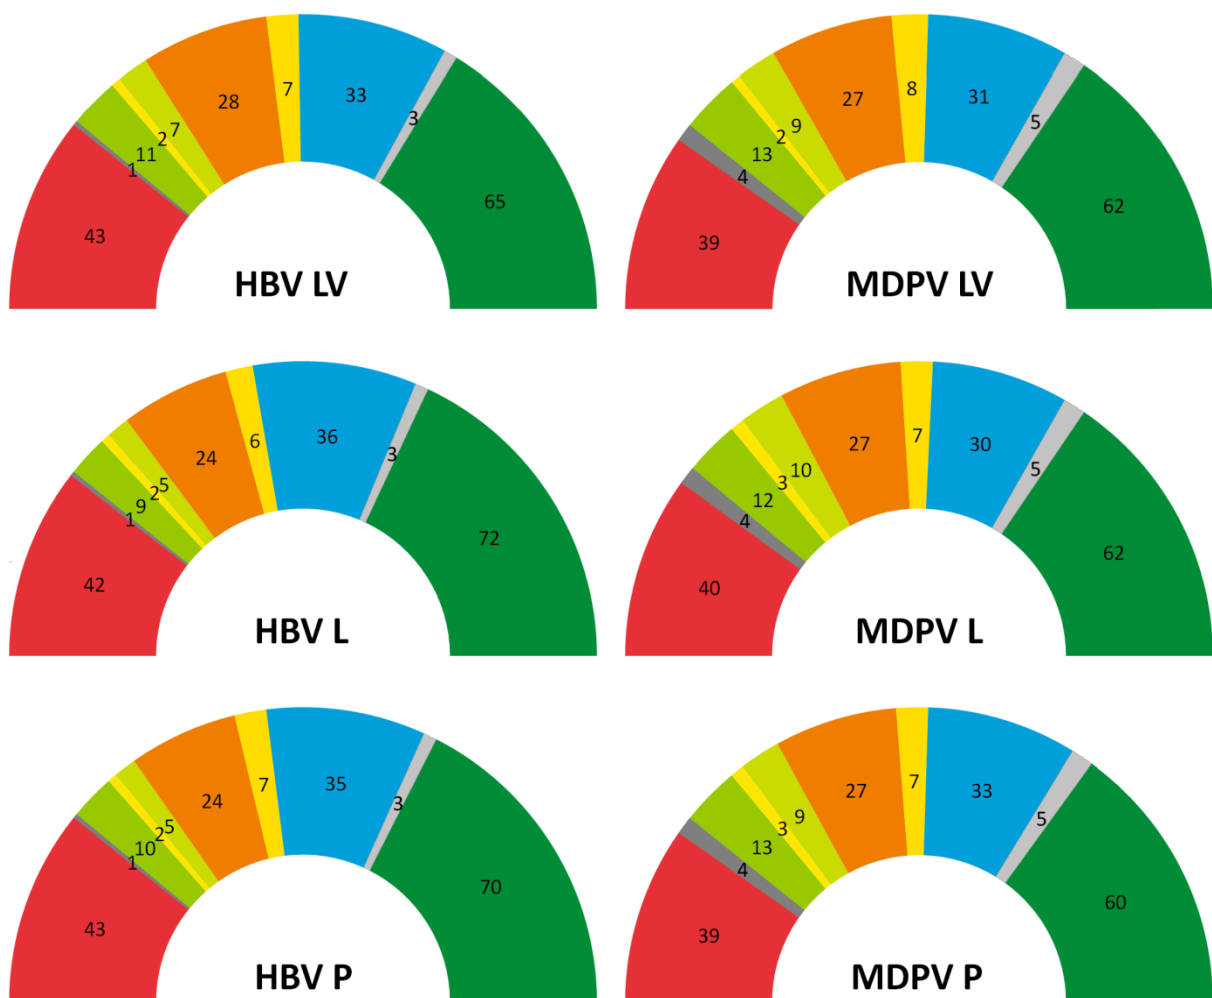 43 1 11 2 7 28 7 33 3 65
HBV LV
39 4 13 2 9 27 8 31 5 62
MDPV LV
42 1 9 2 5 24 6 36 3 72
HBV L
40 4 12 3 10 27 7 30 5 62
MDPV L
43 1 10 2 5 24 7 35 3 70
HBV P
39 4 13 3 9 27 7 33 5 60
MDPV P